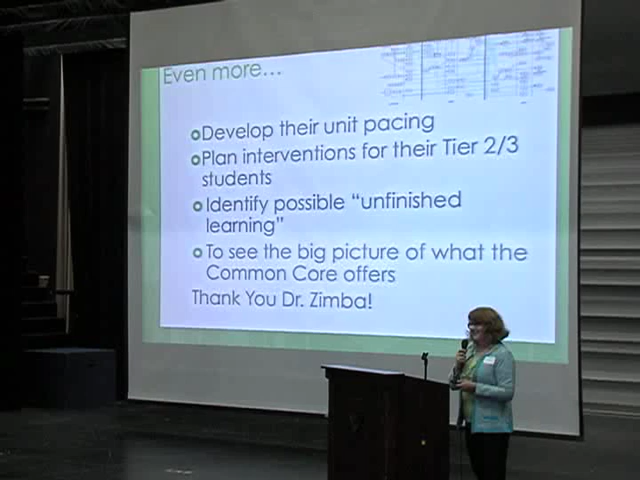 Even more...
Develop their unit pacing
Plan interventions for their Tier 2/3
students
Identify possible “unfinished
learning”
To see the big picture of what the
Common Core offers
Thank You Dr. Zimba!